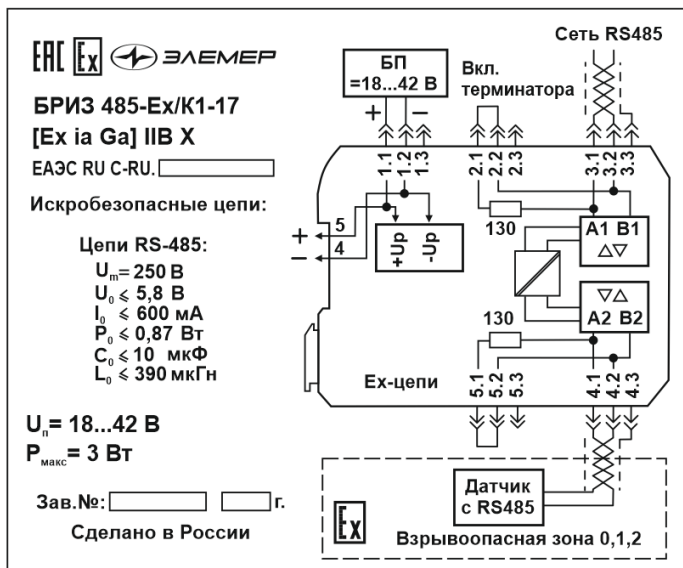 EAC Ex ЭЛЕМЕР
БРИЗ 485-Ex/К1-17
[Ex ia Ga] IIB X
ЕАЭС RU C-RU.
Искробезопасные цепи:
Цепи RS-485:
Um= 250 В
U0 ⩽ 5,8 В
I0 ⩽ 600 мА
P0 ⩽ 0,87 Вт
C0 ⩽ 10 мкФ
L0 ⩽ 390 мкГн
Uп= 18...42 В
Pмакс= 3 Вт
Зав.№: г.
Сделано в России
БП
=18...42 В
+ −
Вкл.
терминатора
Сеть RS485
1.1 1.2 1.3
2.1 2.2 2.3
3.1 3.2 3.3
+ 5
− 4
+Up -Up
130
A1 B1
△▽
▽△
A2 B2
130
Ex-цепи
5.1 5.2 5.3
4.1 4.2 4.3
Ex
Датчик
с RS485
Взрывоопасная зона 0,1,2